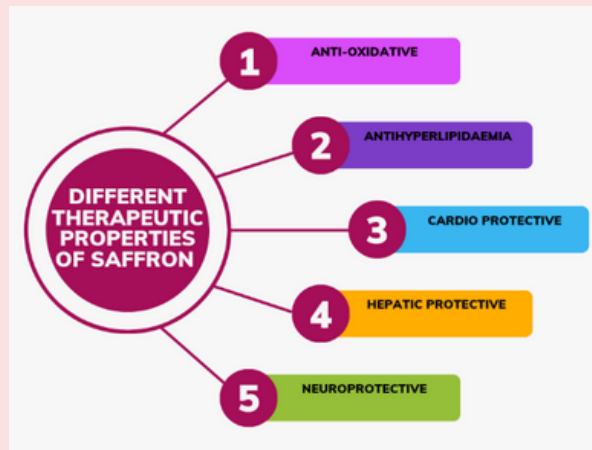 DIFFERENT
THERAPEUTIC
PROPERTIES
OF SAFFRON
1
ANTI-OXIDATIVE
2
ANTIHYPERLIPIDAEMIA
3
CARDIO PROTECTIVE
4
HEPATIC PROTECTIVE
5
NEUROPROTECTIVE